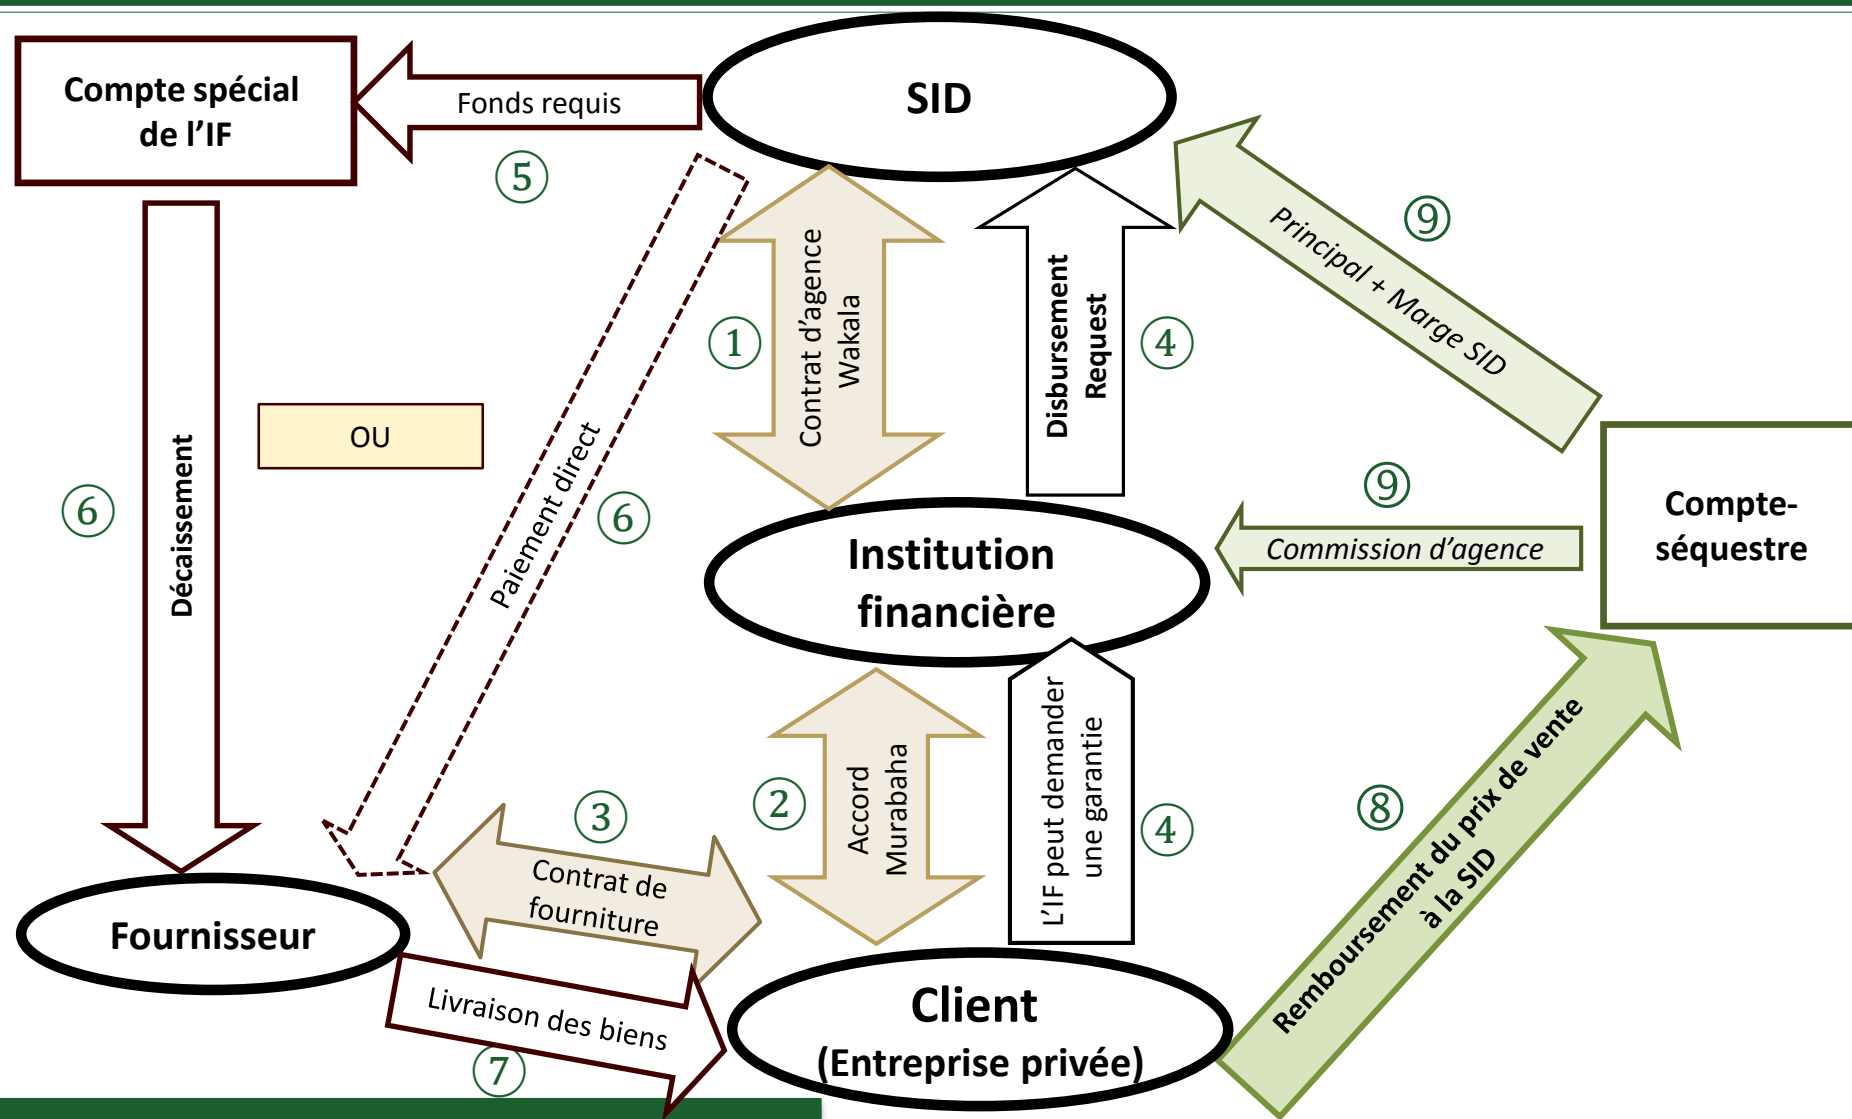 Compte spécial
de l’IF
Fonds requis
⑤
SID
Contrat d’agence
Wakala
①
Disbursement
Request
④
Principal + Marge SID
⑨
Décaissement
⑥
OU
Paiement direct
⑥
Institution
financière
Commission d’agence
⑨
Compte-
séquestre
Accord
Murabaha
②
L’IF peut demander
une garantie
④
Remboursement du prix de vente
à la SID
⑧
Contrat de
fourniture
③
Fournisseur
Livraison des biens
⑦
Client
(Entreprise privée)